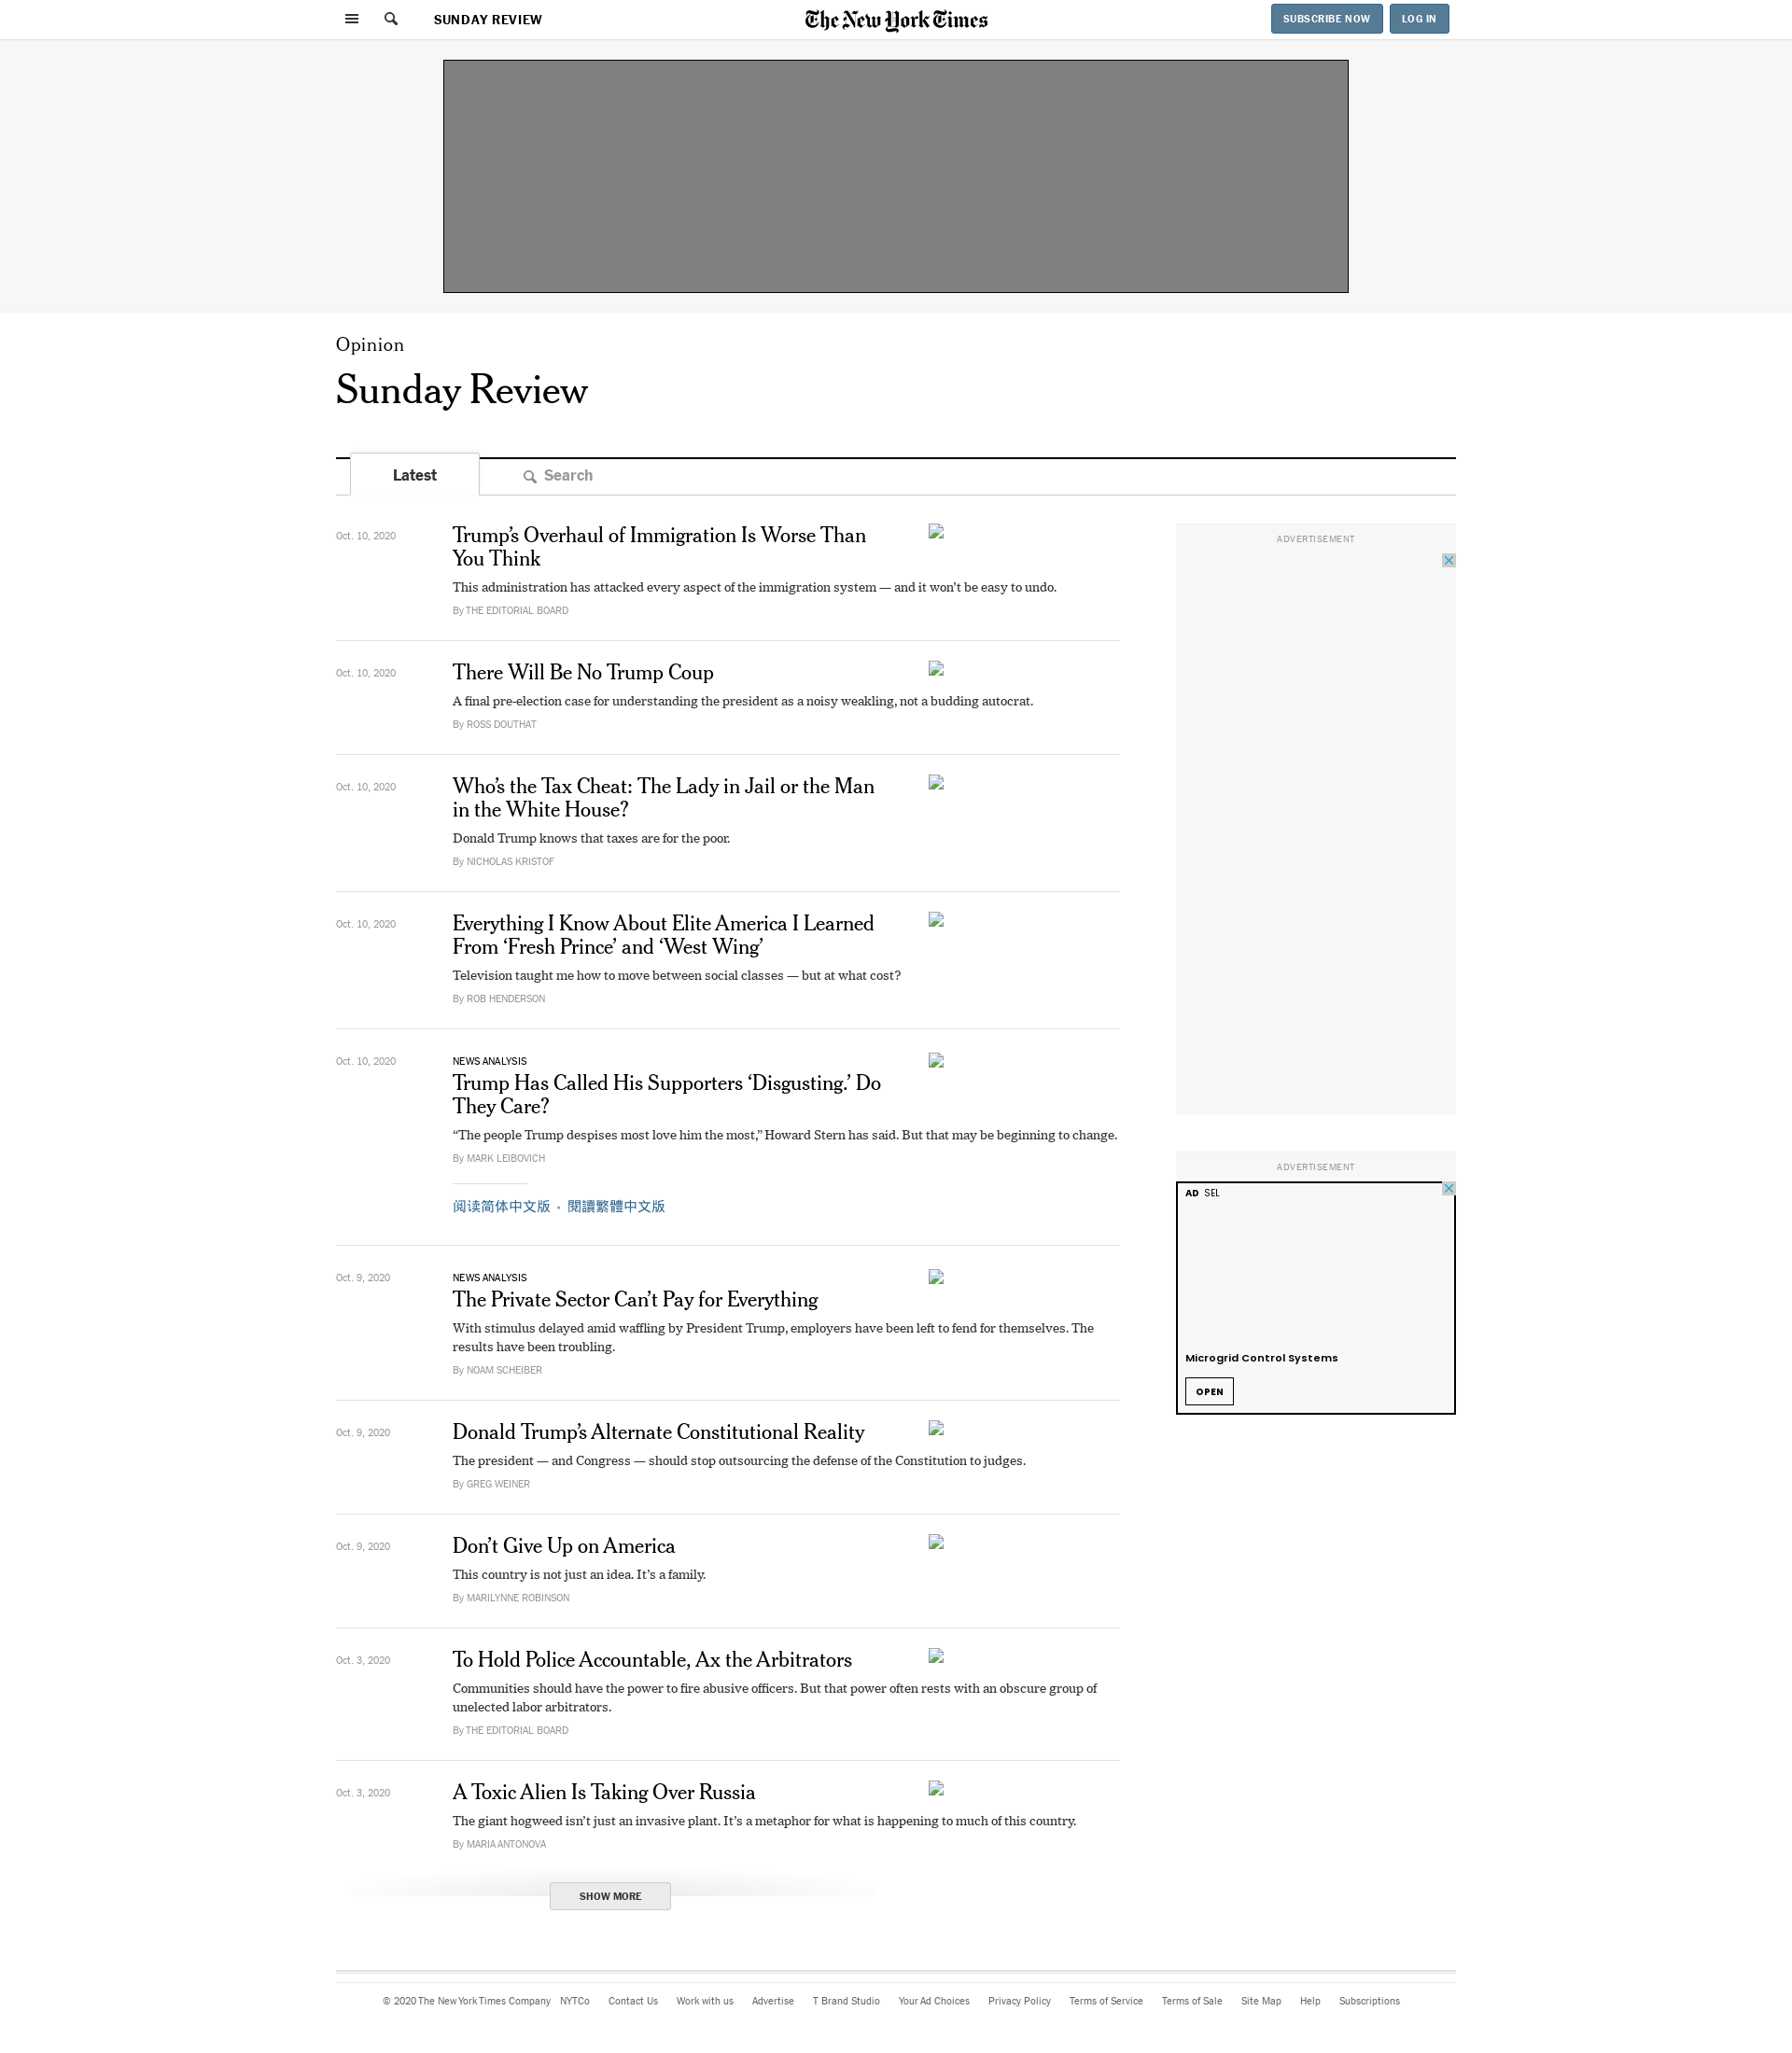 SUNDAY REVIEW
The New York Times
SUBSCRIBE NOW
LOG IN
Opinion
Sunday Review
Latest
Search
Oct. 10, 2020
Trump’s Overhaul of Immigration Is Worse Than
You Think
This administration has attacked every aspect of the immigration system — and it won’t be easy to undo.
By THE EDITORIAL BOARD
Oct. 10, 2020
There Will Be No Trump Coup
A final pre-election case for understanding the president as a noisy weakling, not a budding autocrat.
By ROSS DOUTHAT
Oct. 10, 2020
Who’s the Tax Cheat: The Lady in Jail or the Man
in the White House?
Donald Trump knows that taxes are for the poor.
By NICHOLAS KRISTOF
Oct. 10, 2020
Everything I Know About Elite America I Learned
From ‘Fresh Prince’ and ‘West Wing’
Television taught me how to move between social classes — but at what cost?
By ROB HENDERSON
Oct. 10, 2020
NEWS ANALYSIS
Trump Has Called His Supporters ‘Disgusting.’ Do
They Care?
“The people Trump despises most love him the most,” Howard Stern has said. But that may be beginning to change.
By MARK LEIBOVICH
阅读简体中文版 • 閱讀繁體中文版
Oct. 9, 2020
NEWS ANALYSIS
The Private Sector Can’t Pay for Everything
With stimulus delayed amid waffling by President Trump, employers have been left to fend for themselves. The
results have been troubling.
By NOAM SCHEIBER
Oct. 9, 2020
Donald Trump’s Alternate Constitutional Reality
The president — and Congress — should stop outsourcing the defense of the Constitution to judges.
By GREG WEINER
Oct. 9, 2020
Don’t Give Up on America
This country is not just an idea. It’s a family.
By MARILYNNE ROBINSON
Oct. 3, 2020
To Hold Police Accountable, Ax the Arbitrators
Communities should have the power to fire abusive officers. But that power often rests with an obscure group of
unelected labor arbitrators.
By THE EDITORIAL BOARD
Oct. 3, 2020
A Toxic Alien Is Taking Over Russia
The giant hogweed isn’t just an invasive plant. It’s a metaphor for what is happening to much of this country.
By MARIA ANTONOVA
SHOW MORE
ADVERTISEMENT
ADVERTISEMENT
AD SEL
Microgrid Control Systems
OPEN
© 2020 The New York Times Company NYTCo Contact Us Work with us Advertise T Brand Studio Your Ad Choices Privacy Policy Terms of Service Terms of Sale Site Map Help Subscriptions